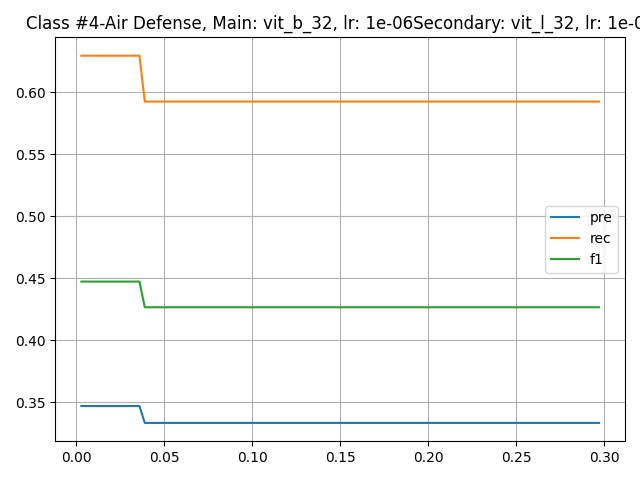 Class #4-Air Defense, Main: vit_b_32, lr: 1e-06Secondary: vit_l_32, lr: 1e-0
0.60
0.55
0.50
0.45
0.40
0.35
pre
rec
f1
0.00 0.05 0.10 0.15 0.20 0.25 0.30